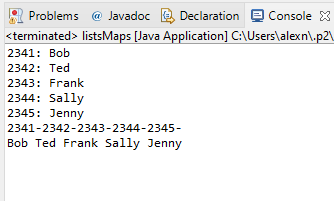 Problems @ Javadoc Declaration Console
<terminated> listsMaps [Java Application] C:\Users\alexn\.p2\
2341: Bob
2342: Ted
2343: Frank
2344: Sally
2345: Jenny
2341-2342-2343-2344-2345-
Bob Ted Frank Sally Jenny